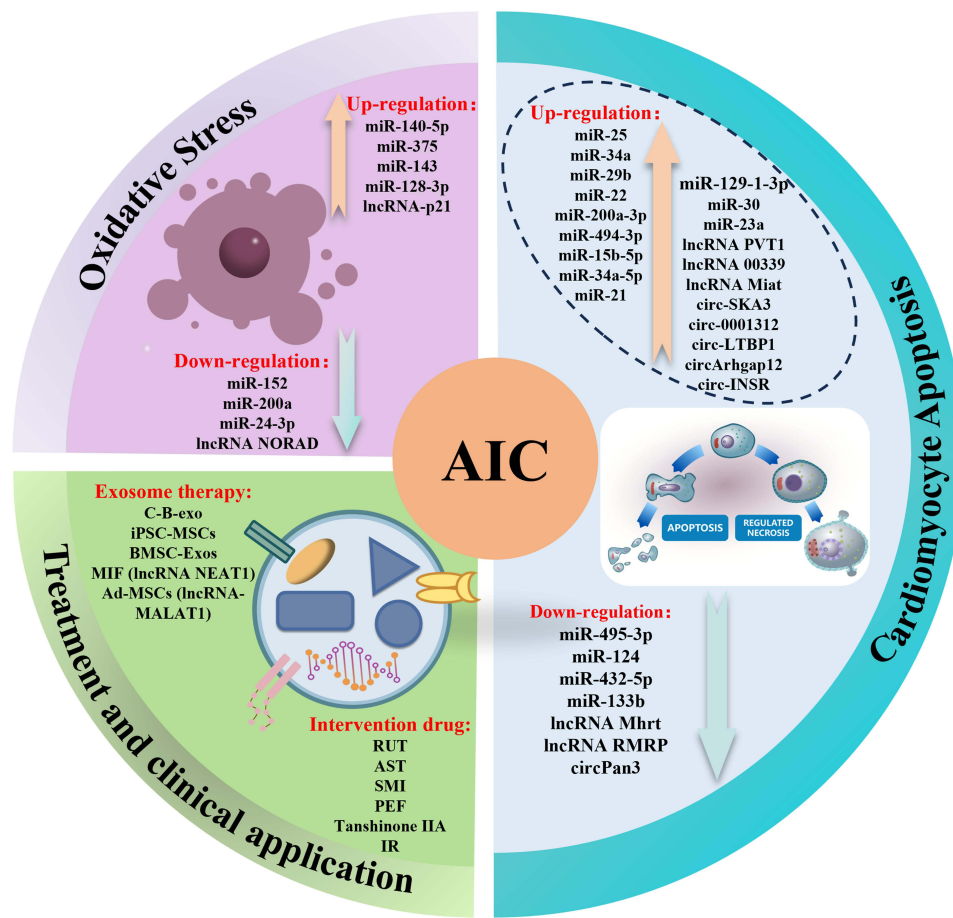 Oxidative Stress
Up-regulation：
miR-140-5p
miR-375
miR-143
miR-128-3p
lncRNA-p21
Down-regulation：
miR-152
miR-200a
miR-24-3p
lncRNA NORAD
Cardiomyocyte Apoptosis
Up-regulation：
miR-25
miR-34a
miR-29b
miR-22
miR-200a-3p
miR-494-3p
miR-15b-5p
miR-34a-5p
miR-21
miR-129-1-3p
miR-30
miR-23a
lncRNA PVT1
lncRNA 00339
lncRNA Miat
circ-SKA3
circ-0001312
circ-LTBP1
circArhgap12
circ-INSR
AIC
APOPTOSIS
REGULATED
NECROSIS
Down-regulation：
miR-495-3p
miR-124
miR-432-5p
miR-133b
lncRNA Mhrt
lncRNA RMRP
circPan3
Treatment and clinical application
Exosome therapy:
C-B-exo
iPSC-MSCs
BMSC-Exos
MIF (lncRNA NEAT1)
Ad-MSCs (lncRNA-
MALAT1)
Intervention drug:
RUT
AST
SMI
PEF
Tanshinone IIA
IR